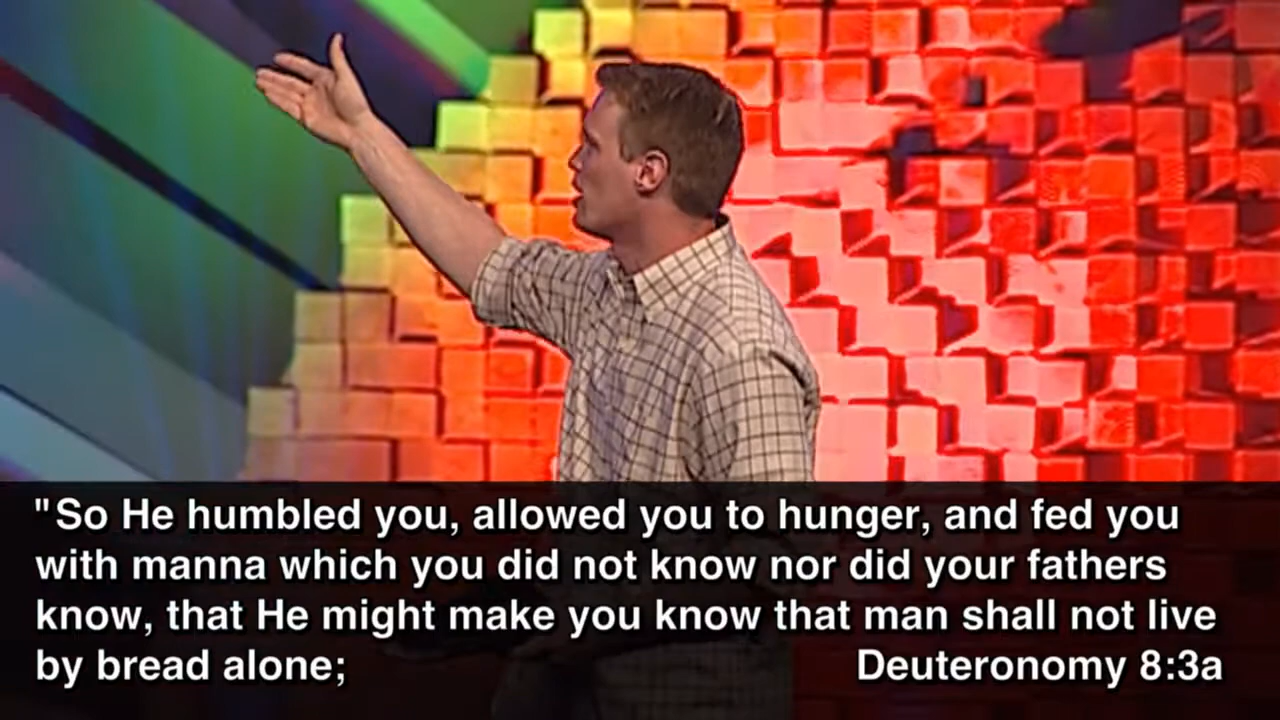 "So He humbled you, allowed you to hunger, and fed you
with manna which you did not know nor did your fathers
know, that He might make you know that man shall not live
by bread alone; Deuteronomy 8:3a